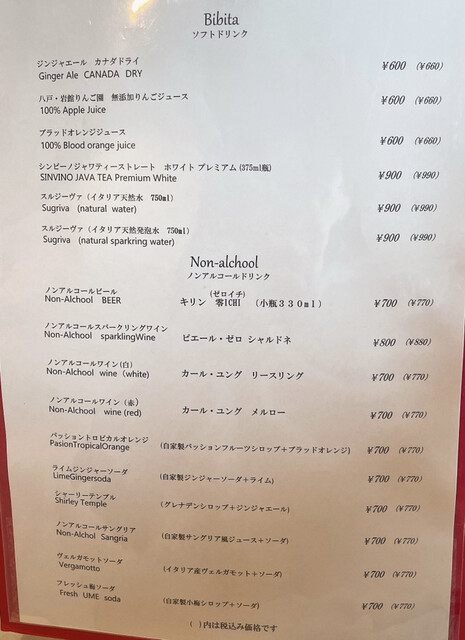 Bibita
ソフトドリンク
ジンジャエール カナダドライ
Ginger Ale CANADA DRY ¥600 (¥660)
八戸・岩館りんご園 無添加りんごジュース
100% Apple Juice ¥600 (¥660)
ブラッドオレンジジュース
100% Blood orange juice ¥600 (¥660)
シンビーノジャワティーストレート ホワイト プレミアム (375ml瓶)
SINVINO JAVA TEA Premium White ¥900 (¥990)
スルジーヴァ(イタリア天然水 750ml)
Sugriva (natural water) ¥900 (¥990)
スルジーヴァ(イタリア天然発泡水 750ml)
Sugriva (natural sparkring water) ¥900 (¥990)
Non-alchool
ノンアルコールドリンク
ノンアルコールビール (ゼロイチ)
Non-Alchool BEER キリン 零ICHI (小瓶330ml) ¥700 (¥770)
ノンアルコールスパークリングワイン
Non-Alchool sparklingWine ピエール・ゼロ シャルドネ ¥800 (¥880)
ノンアルコールワイン(白)
Non-Alchool wine (white) カール・ユング リースリング ¥700 (¥770)
ノンアルコールワイン(赤)
Non-Alchool wine (red) カール・ユング メルロー ¥700 (¥770)
パッショントロピカルオレンジ
PasionTropicalOrange (自家製パッションフルーツシロップ+ブラッドオレンジ) ¥700 (¥770)
ライムジンジャーソーダ
LimeGingersoda (自家製ジンジャーソーダ+ライム) ¥700 (¥770)
シャーリーテンプル
Shirley Temple (グレナデンシロップ+ジンジャエール) ¥700 (¥770)
ノンアルコールサングリア
Non-Alchol Sangria (自家製サングリア風ジュース+ソーダ) ¥700 (¥770)
ヴェルガモットソーダ
Vergamotto (イタリア産ヴェルガモット+ソーダ) ¥700 (¥770)
フレッシュ梅ソーダ
Fresh UME soda (自家製小梅シロップ+ソーダ) ¥700 (¥770)
( )内は税込み価格です